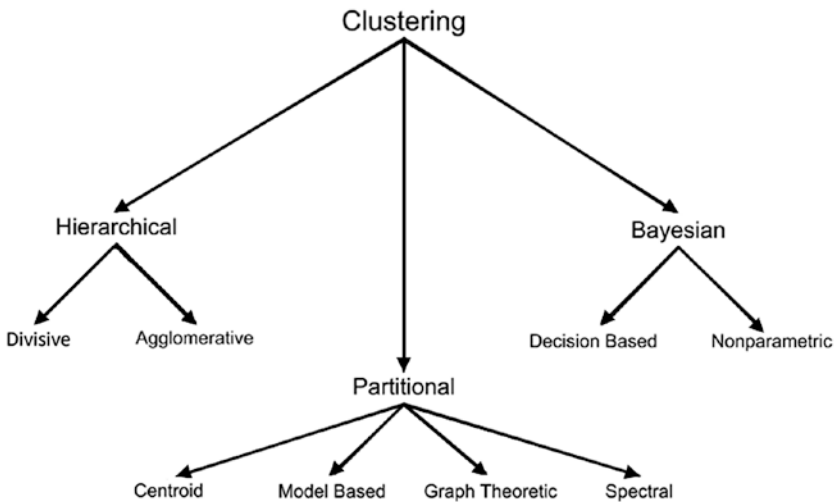 Clustering
Hierarchical
Bayesian
Divisive
Agglomerative
Decision Based
Nonparametric
Partitional
Centroid
Model Based
Graph Theoretic
Spectral